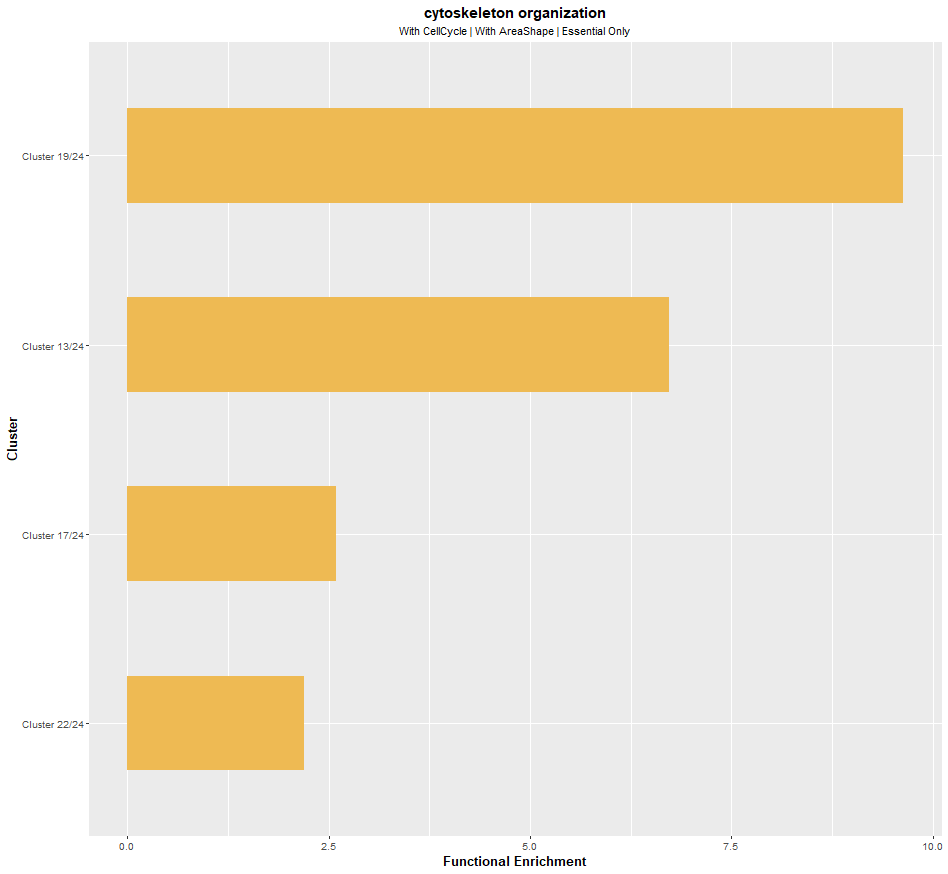 cytoskeleton organization
With CellCycle | With AreaShape | Essential Only
Cluster
Cluster 19/24
Cluster 13/24
Cluster 17/24
Cluster 22/24
0.0 2.5 5.0 7.5 10.0
Functional Enrichment